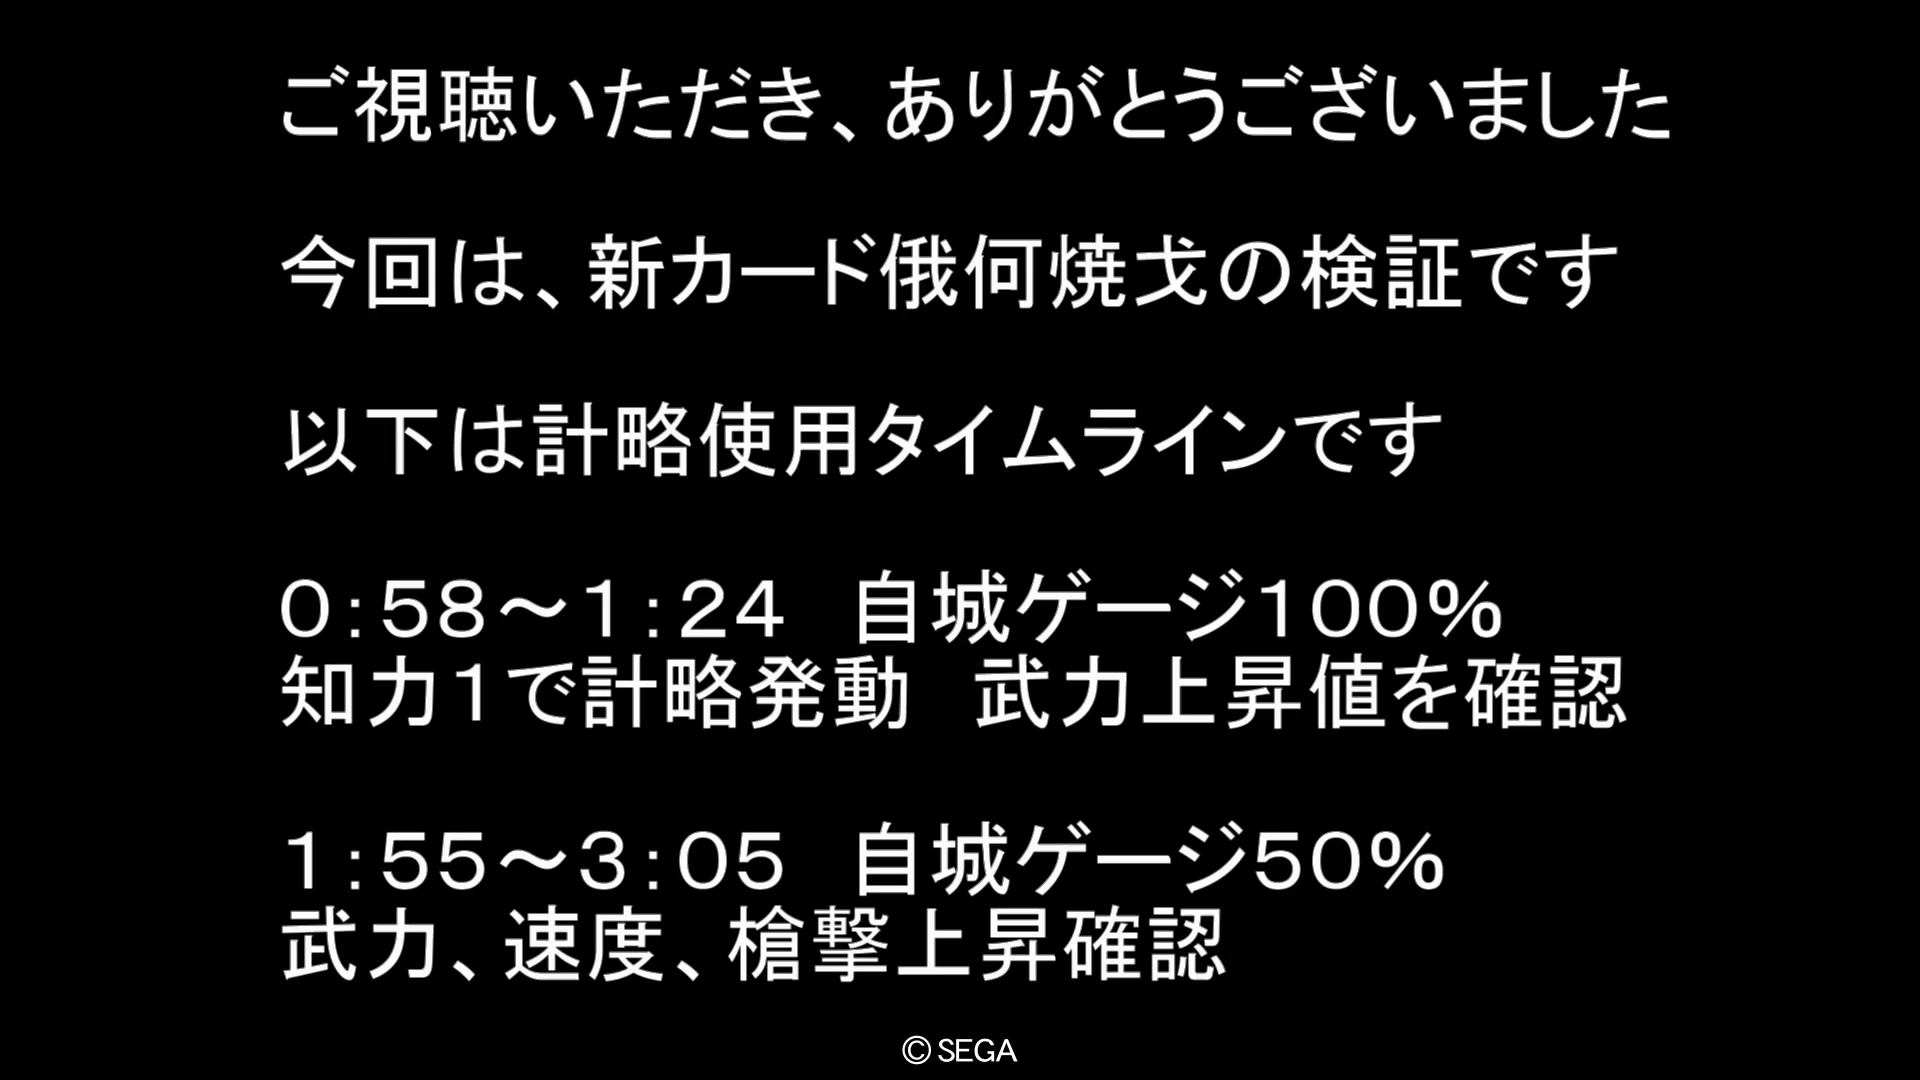 ご視聴いただき、ありがとうございました
今回は、新カード俄何焼戈の検証です
以下は計略使用タイムラインです
０：５８～１：２４　自城ゲージ１００％
知力１で計略発動　武力上昇値を確認
１：５５～３：０５　自城ゲージ５０％
武力、速度、槍撃上昇確認
© SEGA